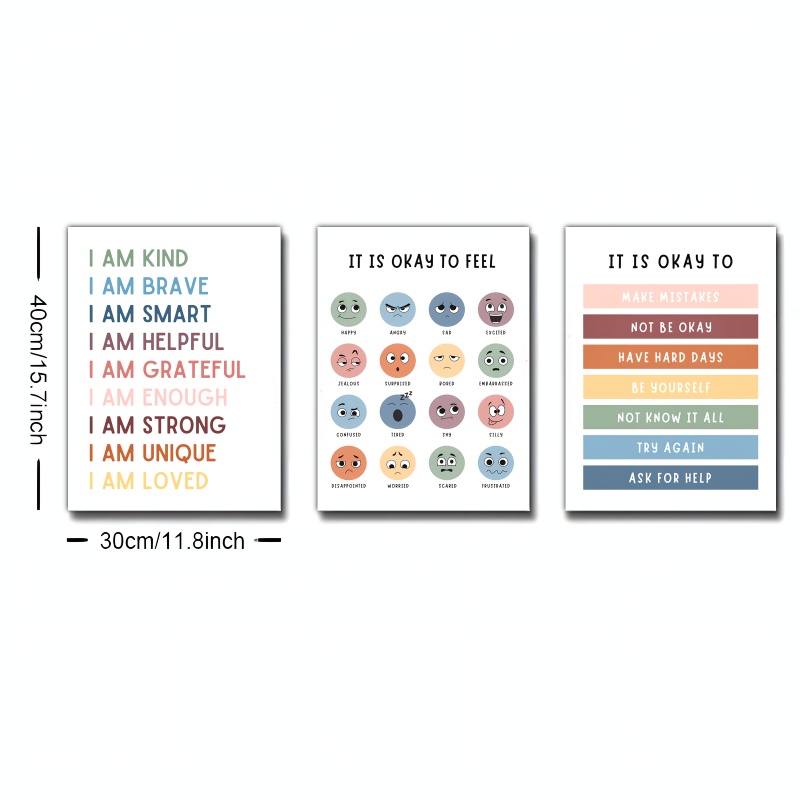 40cm/15.7inch
30cm/11.8inch
I AM KIND
I AM BRAVE
I AM SMART
I AM HELPFUL
I AM GRATEFUL
I AM ENOUGH
I AM STRONG
I AM UNIQUE
I AM LOVED
IT IS OKAY TO FEEL
HAPPY ANGRY SAD EXCITED
JEALOUS SURPRISED BORED EMBARRASSED
zzz
CONFUSED TIRED SHY SILLY
DISAPPOINTED WORRIED SCARED FRUSTRATED
IT IS OKAY TO
MAKE MISTAKES
NOT BE OKAY
HAVE HARD DAYS
BE YOURSELF
NOT KNOW IT ALL
TRY AGAIN
ASK FOR HELP